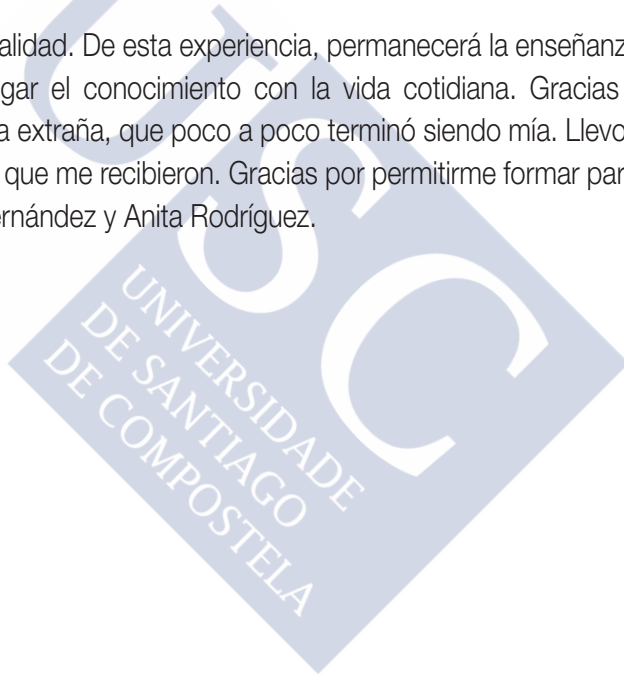 alidad. De esta experiencia, permanecerá la enseñanz
gar el conocimiento con la vida cotidiana. Gracias
a extraña, que poco a poco terminó siendo mía. Llevo
que me recibieron. Gracias por permitirme formar par
ernández y Anita Rodríguez.
USC
UNIVERSIDADE
DE SANTIAGO
DE COMPOSTELA